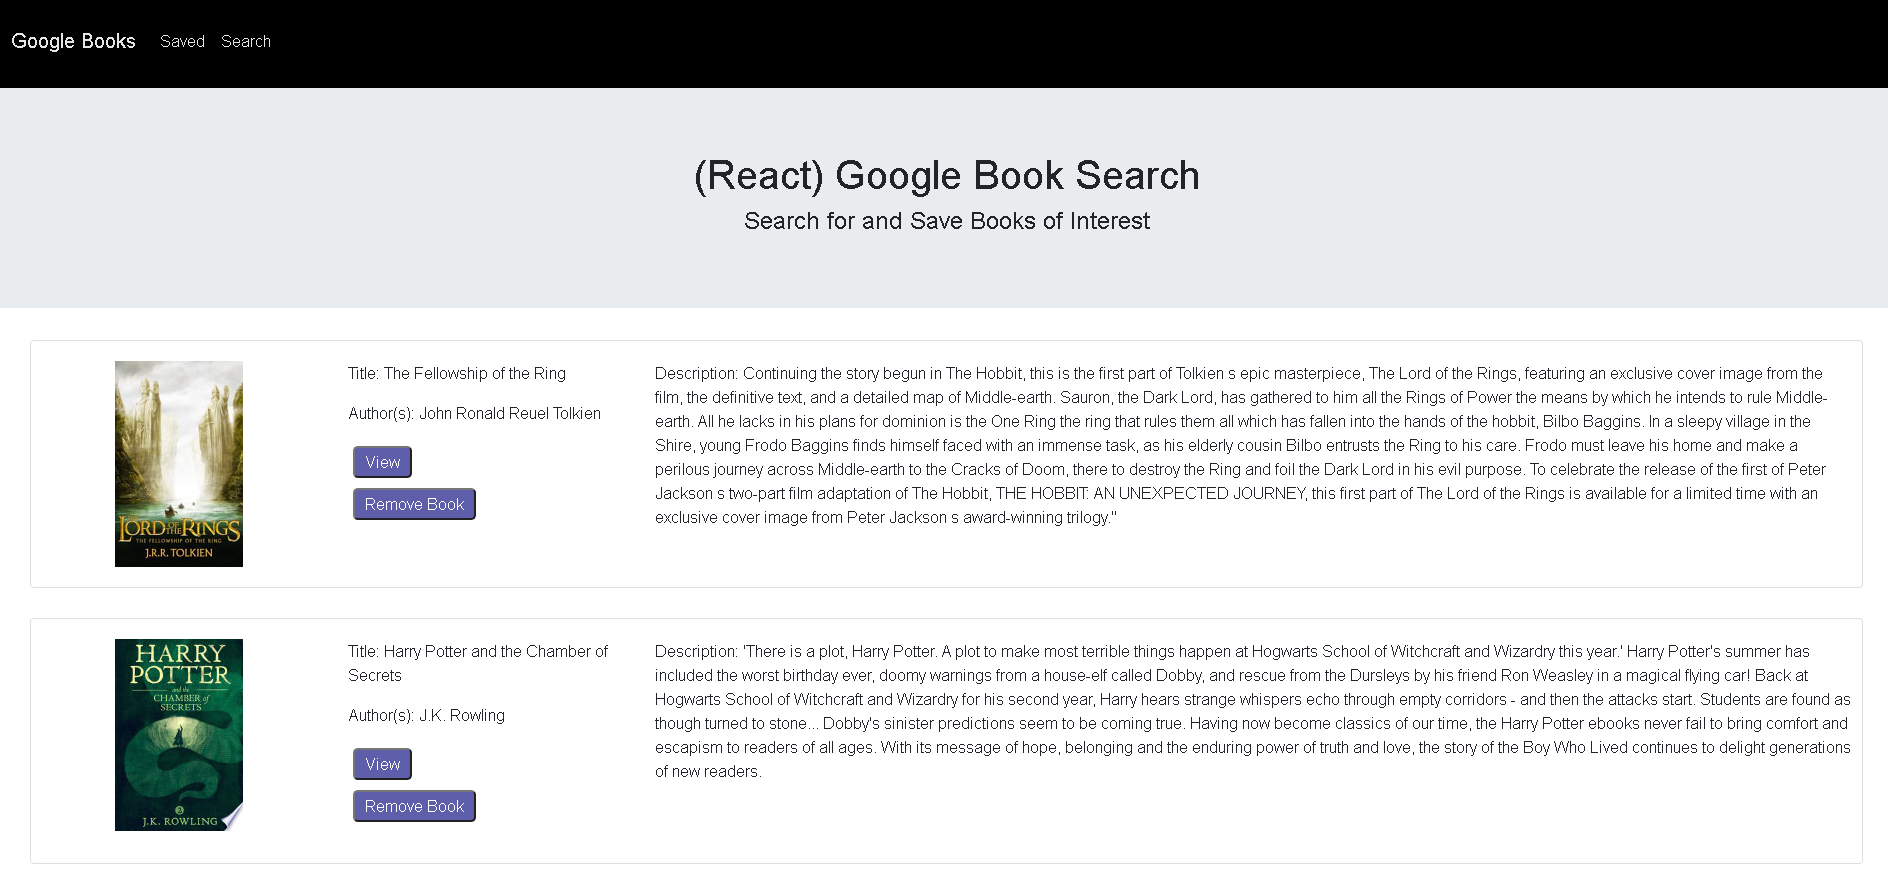 Google Books Saved Search
(React) Google Book Search
Search for and Save Books of Interest
LORD OF THE RINGS
THE FELLOWSHIP OF THE RING
J.R.R. TOLKIEN
Title: The Fellowship of the Ring
Author(s): John Ronald Reuel Tolkien
View
Remove Book
Description: Continuing the story begun in The Hobbit, this is the first part of Tolkien s epic masterpiece, The Lord of the Rings, featuring an exclusive cover image from the
film, the definitive text, and a detailed map of Middle-earth. Sauron, the Dark Lord, has gathered to him all the Rings of Power the means by which he intends to rule Middle-
earth. All he lacks in his plans for dominion is the One Ring the ring that rules them all which has fallen into the hands of the hobbit, Bilbo Baggins. In a sleepy village in the
Shire, young Frodo Baggins finds himself faced with an immense task, as his elderly cousin Bilbo entrusts the Ring to his care. Frodo must leave his home and make a
perilous journey across Middle-earth to the Cracks of Doom, there to destroy the Ring and foil the Dark Lord in his evil purpose. To celebrate the release of the first of Peter
Jackson s two-part film adaptation of The Hobbit, THE HOBBIT: AN UNEXPECTED JOURNEY, this first part of The Lord of the Rings is available for a limited time with an
exclusive cover image from Peter Jackson s award-winning trilogy."
HARRY
POTTER
and the
CHAMBER of
SECRETS
2
J.K. ROWLING
Title: Harry Potter and the Chamber of
Secrets
Author(s): J.K. Rowling
View
Remove Book
Description: 'There is a plot, Harry Potter. A plot to make most terrible things happen at Hogwarts School of Witchcraft and Wizardry this year.' Harry Potter's summer has
included the worst birthday ever, doomy warnings from a house-elf called Dobby, and rescue from the Dursleys by his friend Ron Weasley in a magical flying car! Back at
Hogwarts School of Witchcraft and Wizardry for his second year, Harry hears strange whispers echo through empty corridors - and then the attacks start. Students are found as
though turned to stone... Dobby's sinister predictions seem to be coming true. Having now become classics of our time, the Harry Potter ebooks never fail to bring comfort and
escapism to readers of all ages. With its message of hope, belonging and the enduring power of truth and love, the story of the Boy Who Lived continues to delight generations
of new readers.